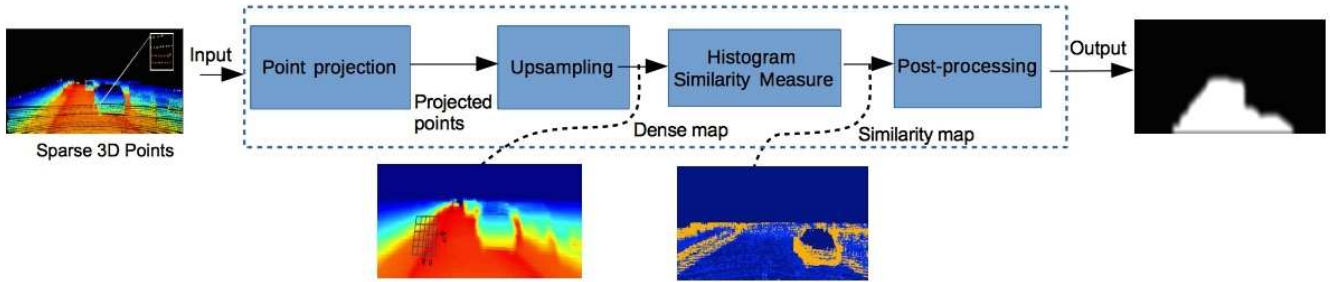 Input
Point projection
Projected
points
Upsampling
Dense map
Histogram
Similarity Measure
Similarity map
Post-processing
Output
Sparse 3D Points